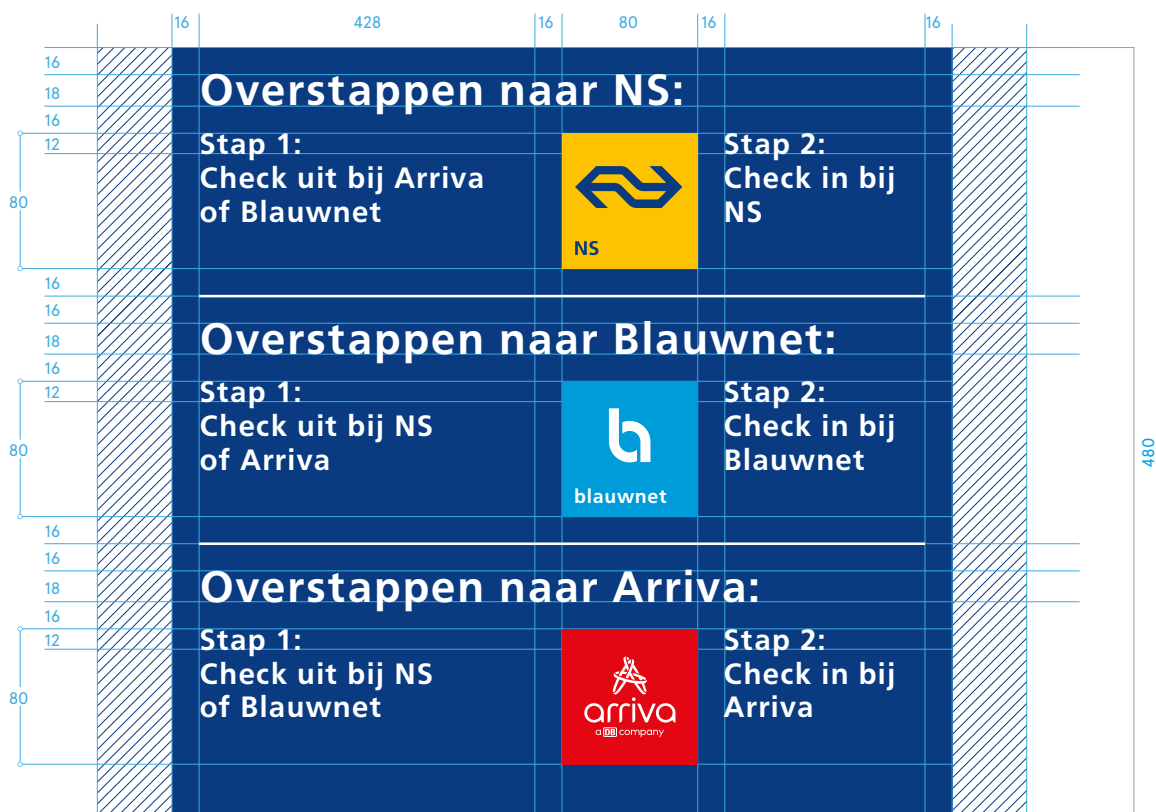 16 428 16 80 16 16
16
18
16
12
80
16
16
18
16
12
80
16
16
18
16
12
80
480
Overstappen naar NS:
Stap 1:
Check uit bij Arriva
of Blauwnet
NS
Stap 2:
Check in bij
NS
Overstappen naar Blauwnet:
Stap 1:
Check uit bij NS
of Arriva
blauwnet
Stap 2:
Check in bij
Blauwnet
Overstappen naar Arriva:
Stap 1:
Check uit bij NS
of Blauwnet
arriva
a DB company
Stap 2:
Check in bij
Arriva